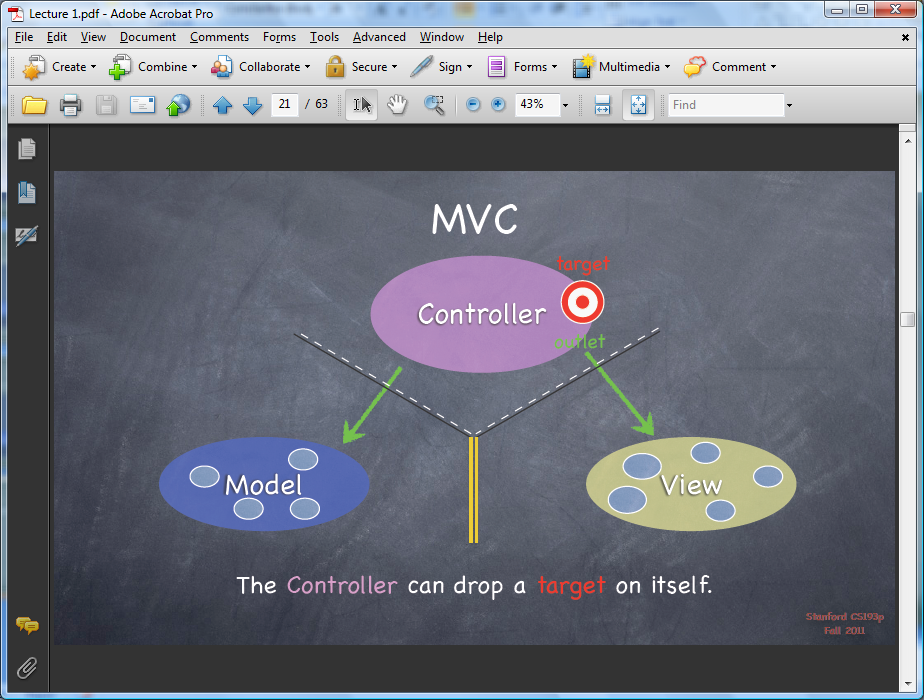 Lecture 1.pdf - Adobe Acrobat Pro
File Edit View Document Comments Forms Tools Advanced Window Help
Create Combine Collaborate Secure Sign Forms Multimedia Comment
21 / 63 43% Find
MVC
target
Controller
outlet
Model
View
The Controller can drop a target on itself.
Stanford CS193p
Fall 2011